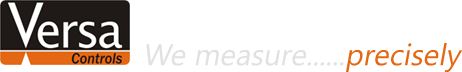 Versa
Controls
We measure......precisely